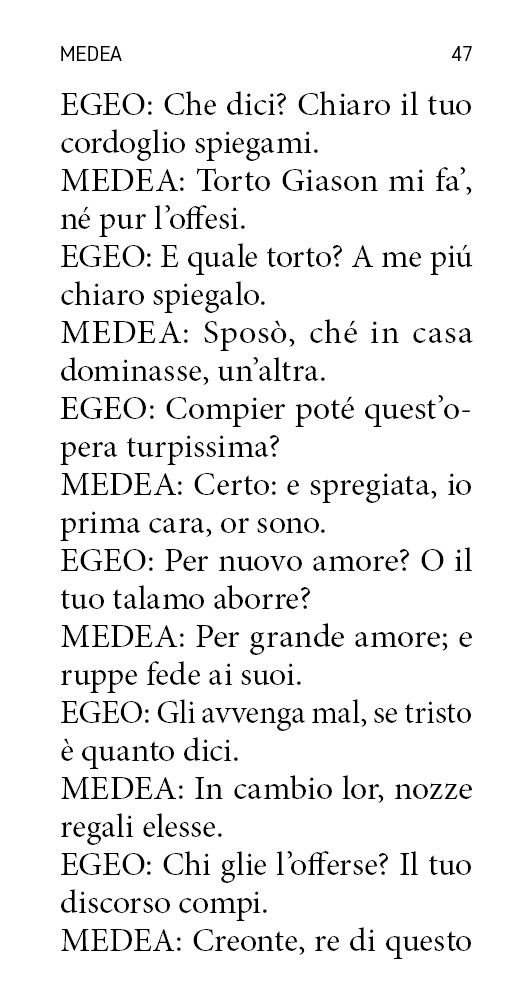 MEDEA 47
EGEO: Che dici? Chiaro il tuo
cordoglio spiegami.
MEDEA: Torto Giason mi fa’,
né pur l’offesi.
EGEO: E quale torto? A me piú
chiaro spiegalo.
MEDEA: Sposò, ché in casa
dominasse, un’altra.
EGEO: Compier poté quest’o-
pera turpissima?
MEDEA: Certo: e spregiata, io
prima cara, or sono.
EGEO: Per nuovo amore? O il
tuo talamo aborre?
MEDEA: Per grande amore; e
ruppe fede ai suoi.
EGEO: Gli avvenga mal, se tristo
è quanto dici.
MEDEA: In cambio lor, nozze
regali elesse.
EGEO: Chi glie l’offerse? Il tuo
discorso compi.
MEDEA: Creonte, re di questo